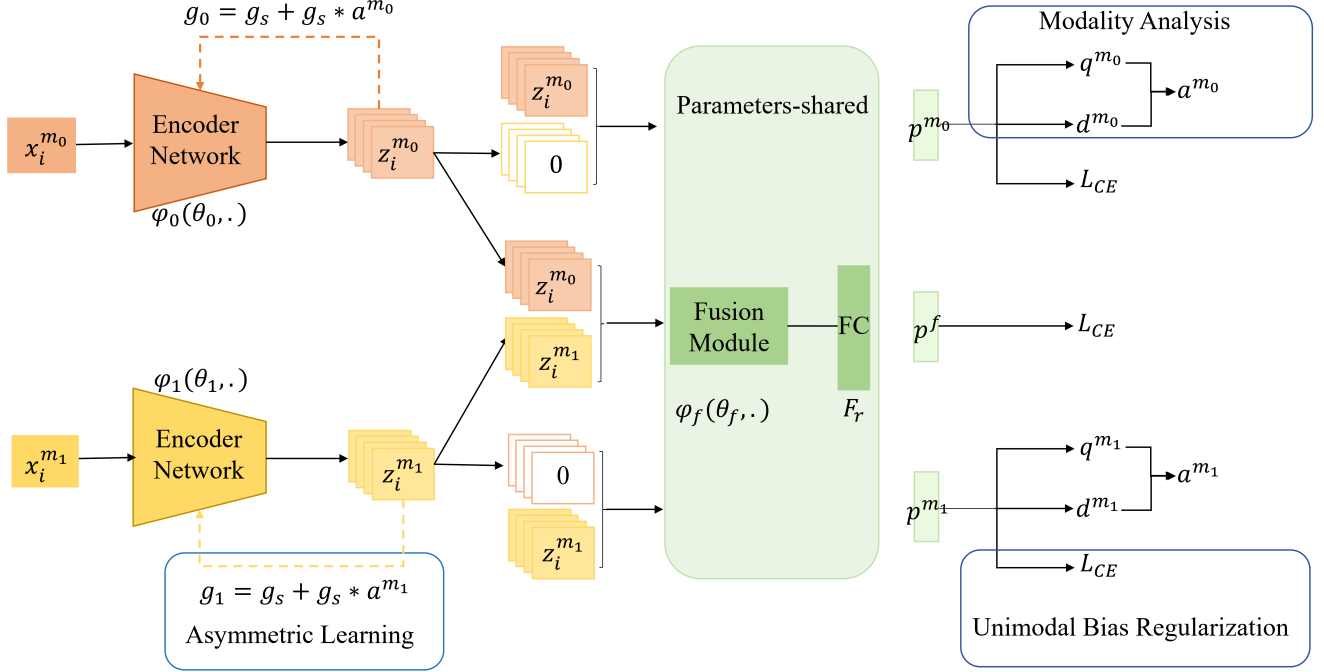 g_0 = g_s + g_s * a^{m_0}
Modality Analysis
x_i^{m_0}
Encoder
Network
φ_0(θ_0,.)
z_i^{m_0}
z_i^{m_0}
0
Parameters-shared
p^{m_0}
q^{m_0}
a^{m_0}
d^{m_0}
L_{CE}
z_i^{m_0}
z_i^{m_1}
Fusion
Module
FC
φ_f(θ_f,.)
F_r
p^f
L_{CE}
φ_1(θ_1,.)
x_i^{m_1}
Encoder
Network
z_i^{m_1}
0
z_i^{m_1}
p^{m_1}
q^{m_1}
a^{m_1}
d^{m_1}
L_{CE}
g_1 = g_s + g_s * a^{m_1}
Asymmetric Learning
Unimodal Bias Regularization